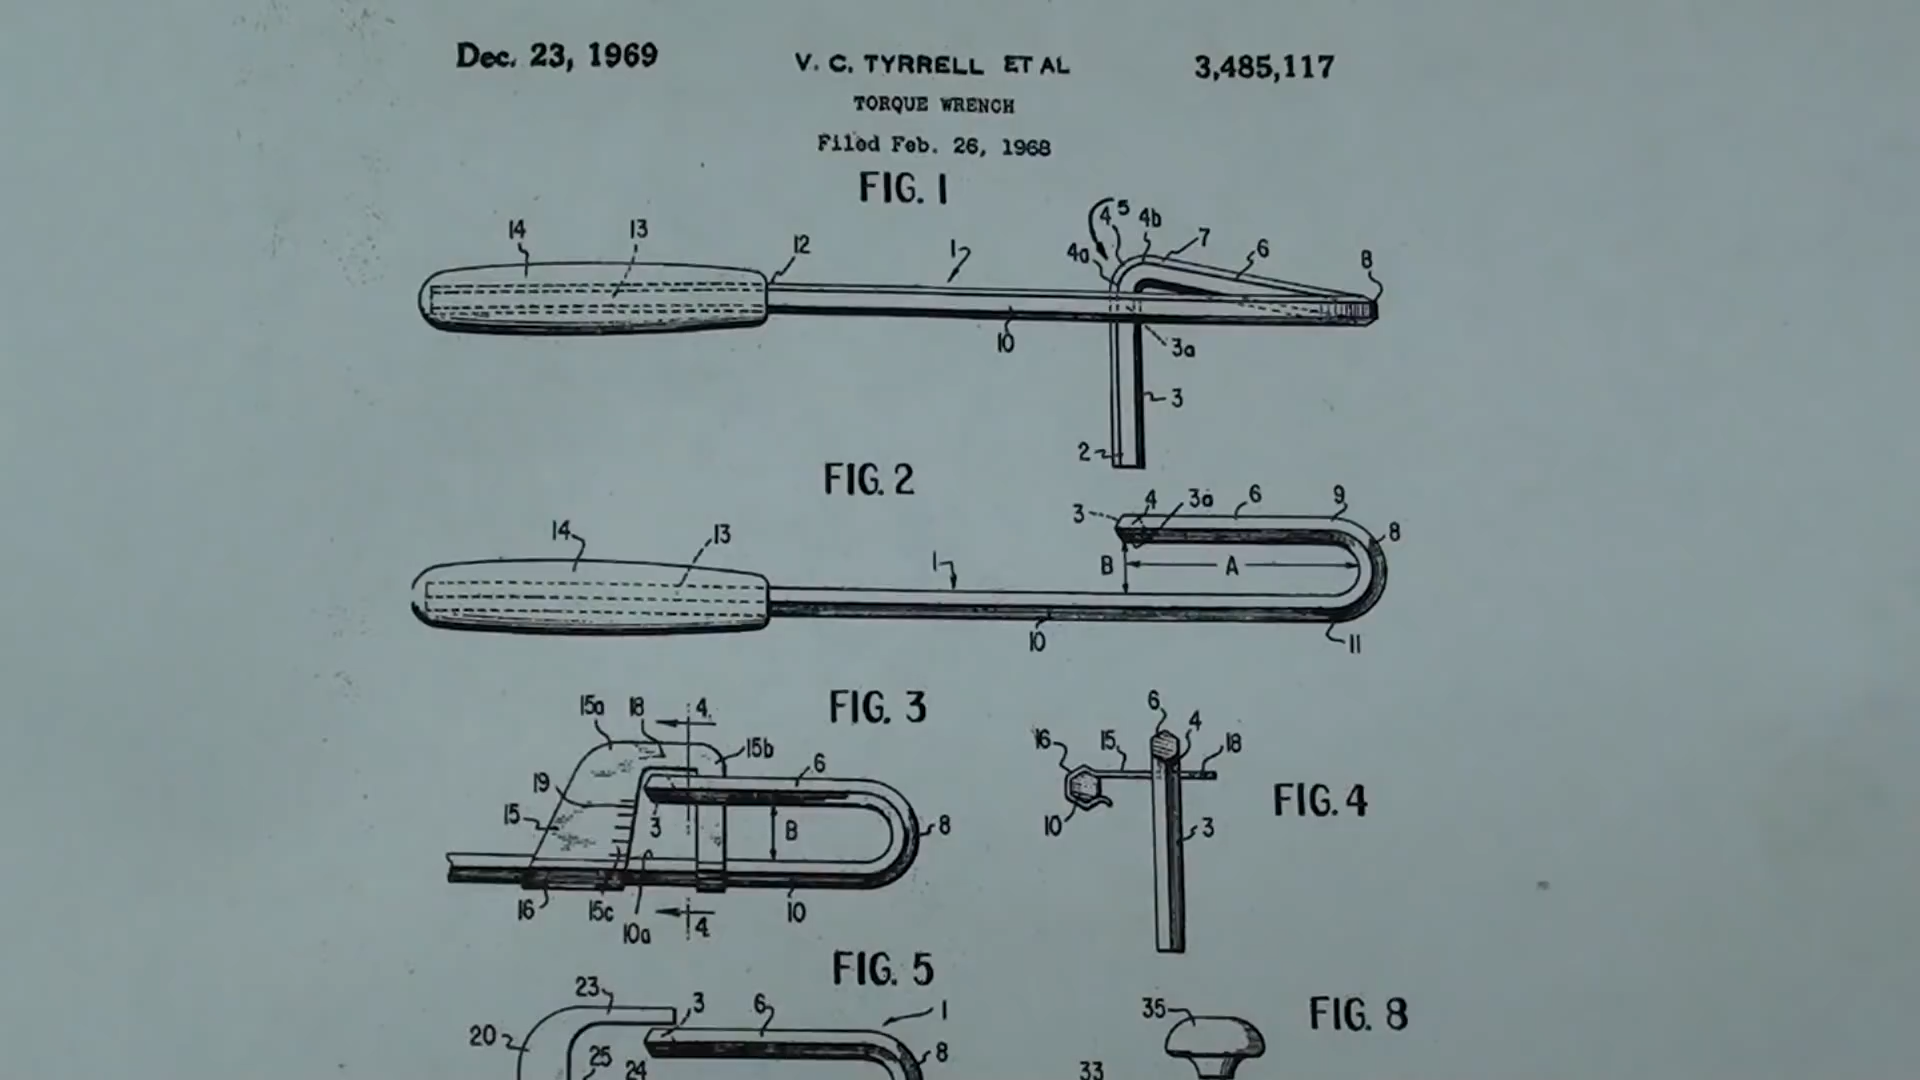 Dec. 23, 1969 V. C. TYRRELL ET AL 3,485,117
TORQUE WRENCH
Filed Feb. 26, 1968
FIG. 1
14 13 12 1 4a 4 5 4b 7 6 8
10 3a
3
2
FIG. 2
3 4 3a 6 9 8
14 13 1 B A
10 11
FIG. 3
15a 18 4 15b 6
19
15 3 B 8
16 15c 10a 4 10
6 4
16 15 18
FIG. 4
10 3
FIG. 5
23 3 6 1
20 25 24 8
35 FIG. 8
33